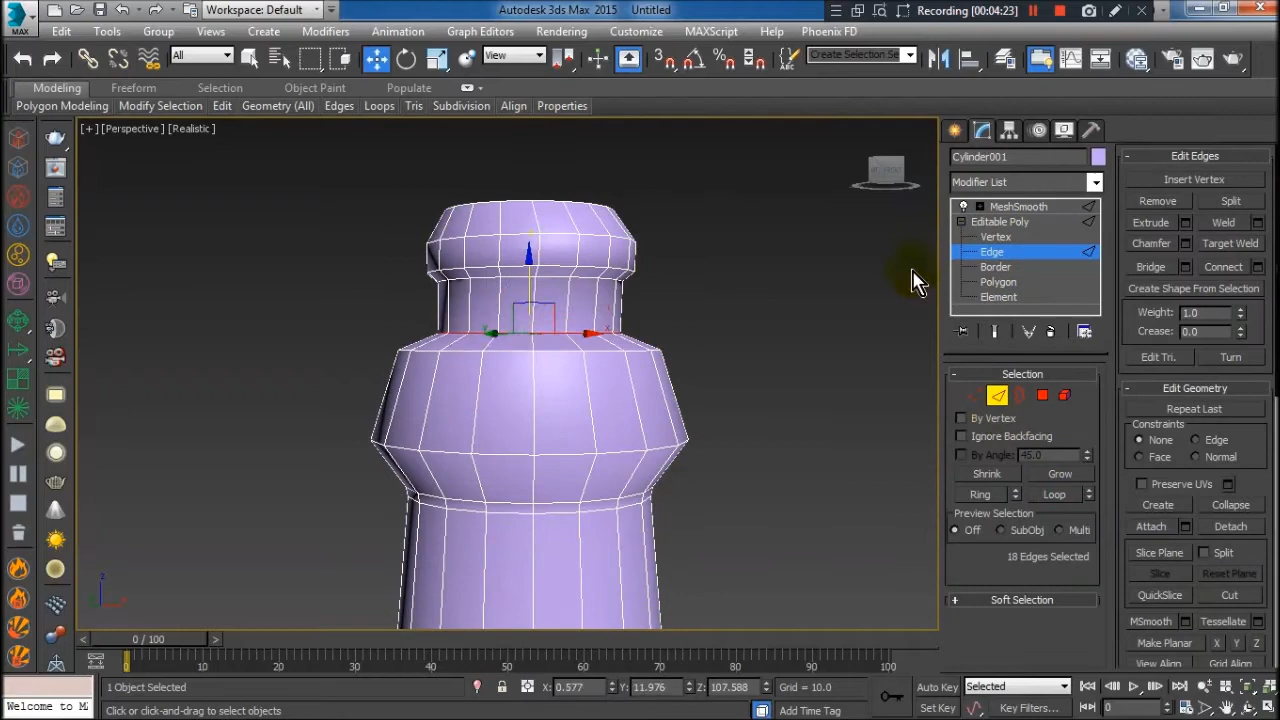 MAX
Workspace: Default
Autodesk 3ds Max 2015 Untitled
Recording [00:04:23]
Edit Tools Group Views Create Modifiers Animation Graph Editors Rendering Customize MAXScript Help Phoenix FD
All
View
3
Create Selection Se
Modeling Freeform Selection Object Paint Populate
Polygon Modeling Modify Selection Edit Geometry (All) Edges Loops Tris Subdivision Align Properties
[+] [Perspective] [Realistic]
Cylinder001
Modifier List
MeshSmooth
Editable Poly
Vertex
Edge
Border
Polygon
Element
Selection
By Vertex
Ignore Backfacing
By Angle: 45.0
Shrink Grow
Ring Loop
Preview Selection
Off SubObj Multi
18 Edges Selected
Soft Selection
Edit Edges
Insert Vertex
Remove Split
Extrude Weld
Chamfer Target Weld
Bridge Connect
Create Shape From Selection
Weight: 1.0
Crease: 0.0
Edit Tri. Turn
Edit Geometry
Repeat Last
Constraints
None Edge
Face Normal
Preserve UVs
Create Collapse
Attach Detach
Slice Plane Split
Slice Reset Plane
QuickSlice Cut
MSmooth Tessellate
Make Planar X Y Z
View Align Grid Align
z
0 / 100
0 10 20 30 40 50 60 70 80 90 100
1 Object Selected
X: 0.577 Y: 11.976 Z: 107.588 Grid = 10.0
Auto Key Selected
Welcome to M
Click or click-and-drag to select objects
Add Time Tag
Set Key Key Filters... 0